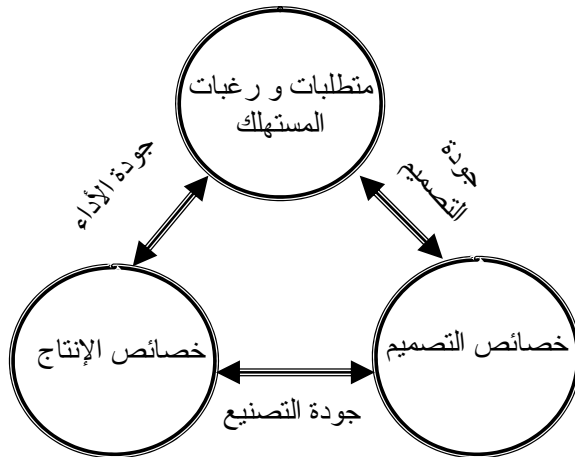 متطلبات و رغبات
المستهلك
جودة
التصميم
جودة الأداء
خصائص التصميم
خصائص الإنتاج
جودة التصنيع